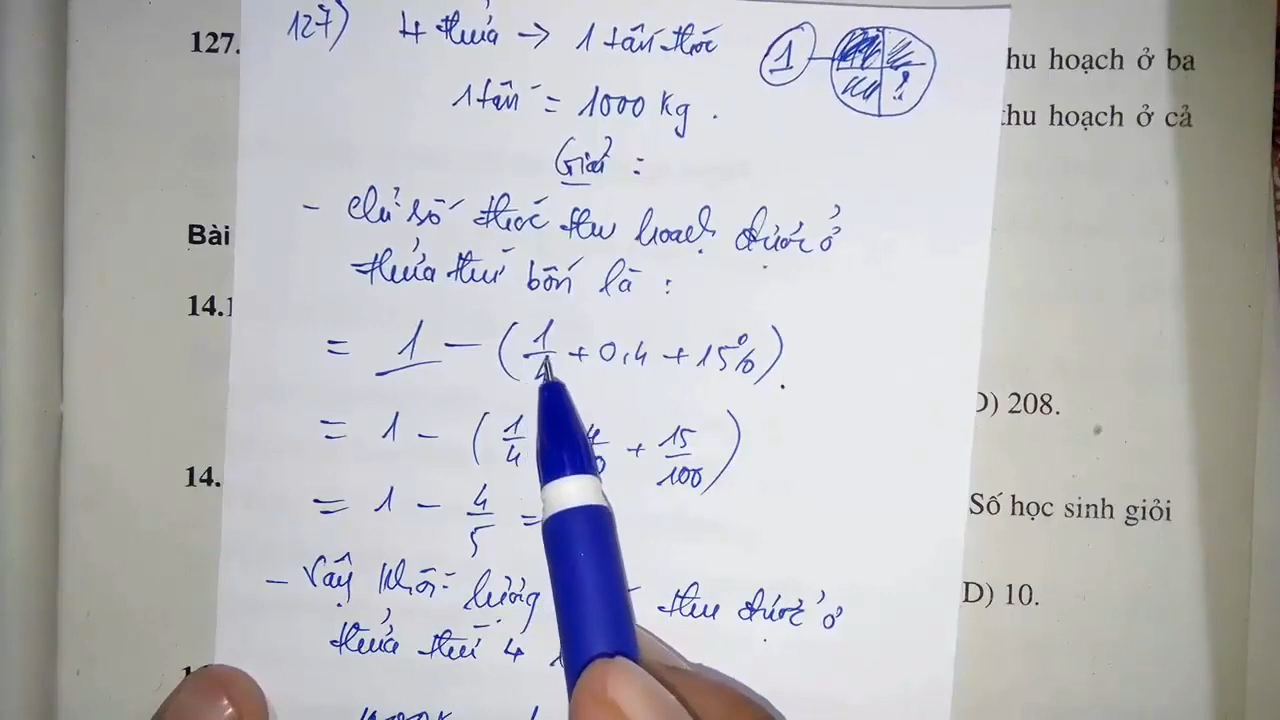 127.
127) 4 thửa → 1 tấn thóc
1
?
hu hoạch ở ba
1 tấn = 1000 kg.
thu hoạch ở cả
Giải:
- chỉ số thóc thu hoạch được ở
Bài
thửa thứ bốn là:
14.1
= 1 - (1/4 + 0,4 + 15%).
D) 208.
= 1 - (1/4 + 15/100)
14.
= 1 - 4/5 =
Số học sinh giỏi
- Vậy khối lượng thu được ở
D) 10.
thửa thứ 4